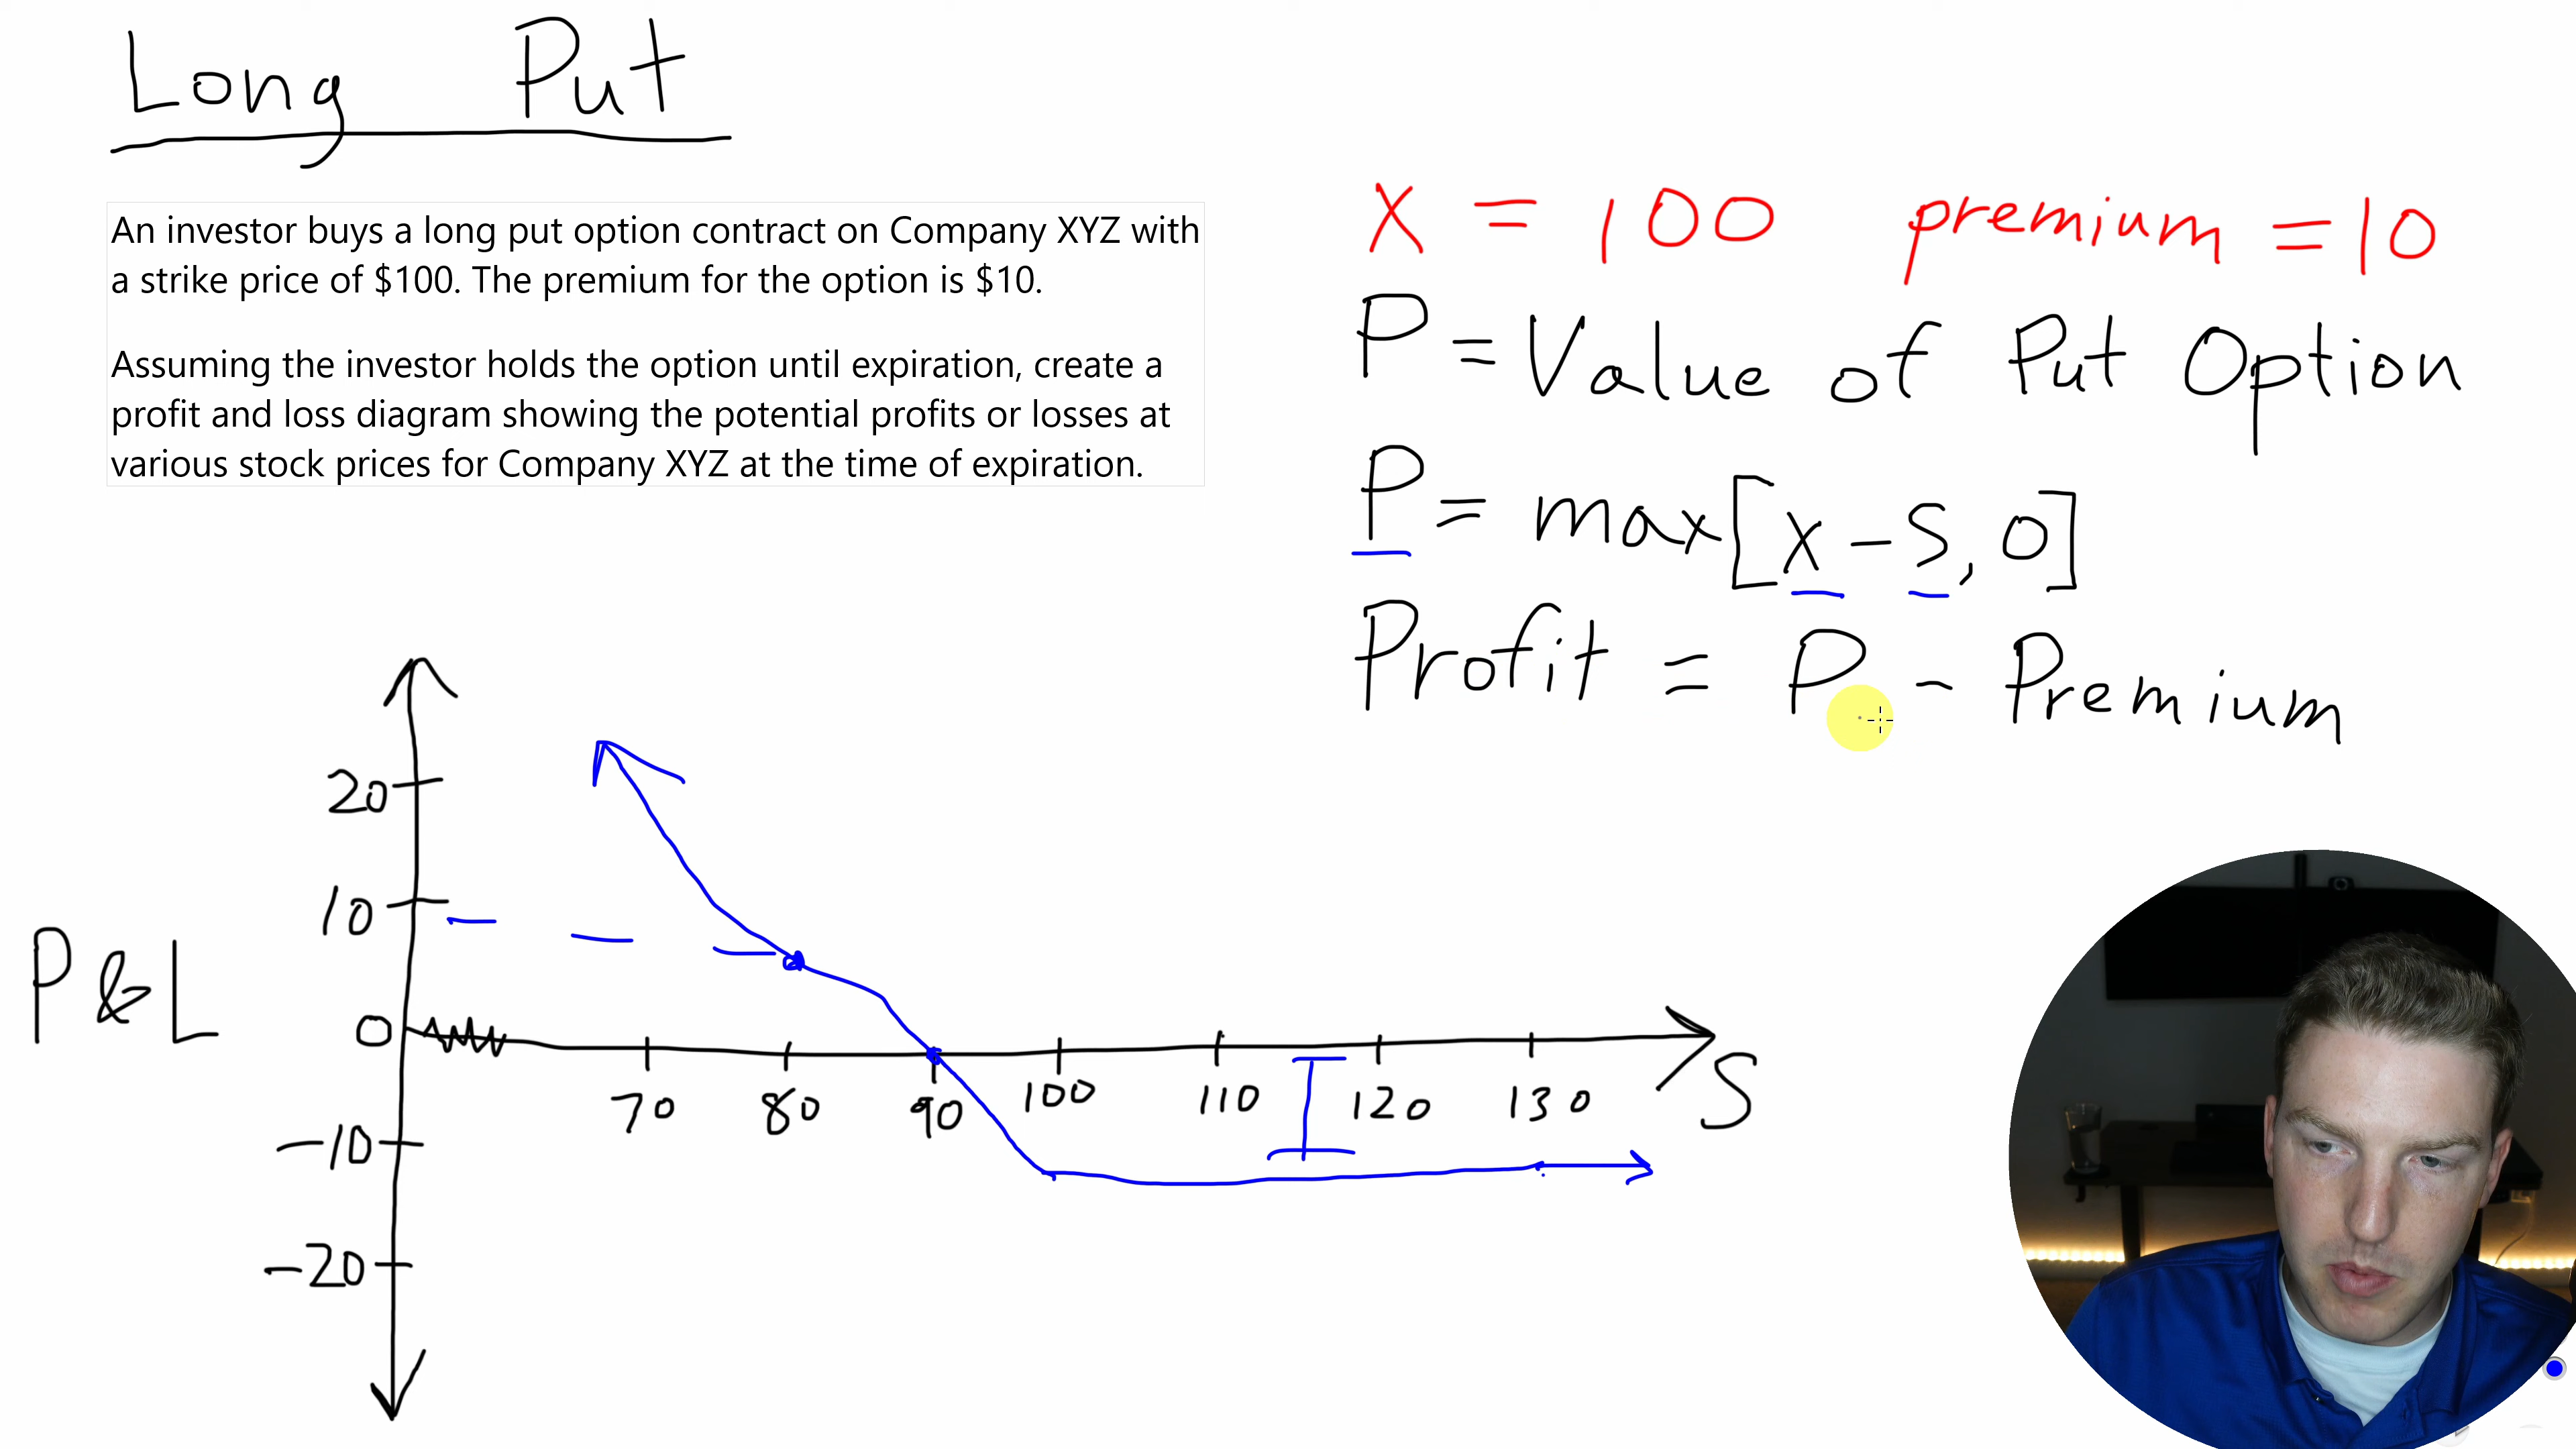 Long Put
An investor buys a long put option contract on Company XYZ with
a strike price of $100. The premium for the option is $10.
Assuming the investor holds the option until expiration, create a
profit and loss diagram showing the potential profits or losses at
various stock prices for Company XYZ at the time of expiration.
X = 100 premium = 10
P = Value of Put Option
P = max[X - S, 0]
Profit = P - Premium
20
10
P&L
0
70 80 90 100 110 120 130 S
-10
-20